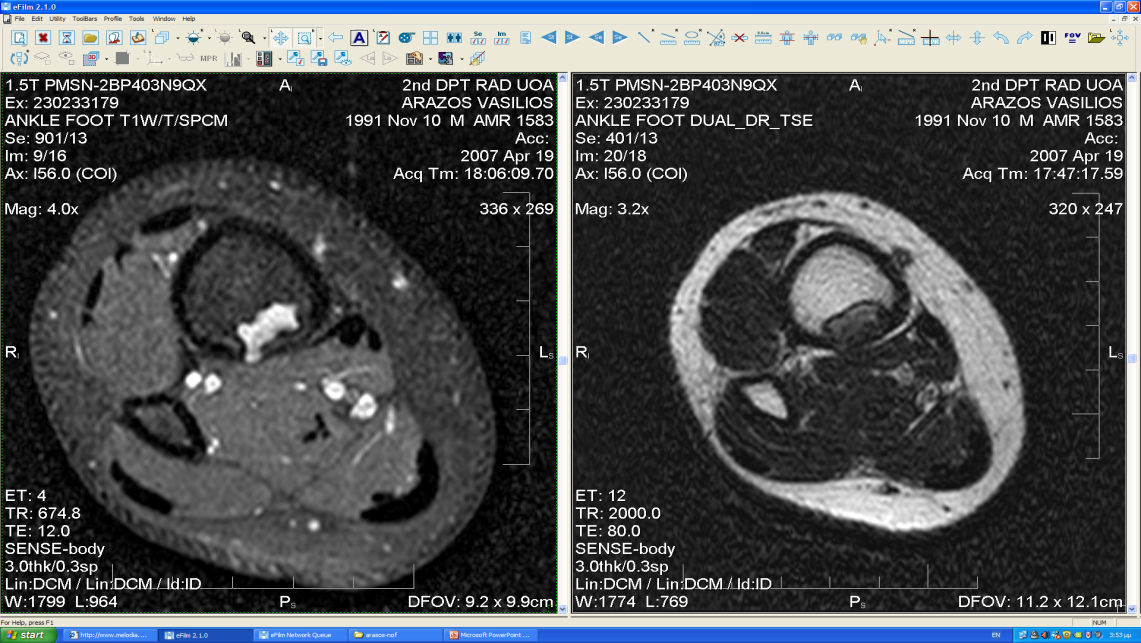 eFilm 2.1.0
File Edit Utility ToolBars Profile Tools Window Help
Se Im FOV
MPR
1.5T PMSN-2BP403N9QX
Ex: 230233179
ANKLE FOOT T1W/T/SPCM
Se: 901/13
Im: 9/16
Ax: I56.0 (COI)
Mag: 4.0x
A I
2nd DPT RAD UOA
ARAZOS VASILIOS
1991 Nov 10 M AMR 1583
Acc:
2007 Apr 19
Acq Tm: 18:06:09.70
336 x 269
R I
L S
ET: 4
TR: 674.8
TE: 12.0
SENSE-body
3.0thk/0.3sp
Lin:DCM / Lin:DCM / Id:ID
W:1799 L:964
P S
DFOV: 9.2 x 9.9cm
1.5T PMSN-2BP403N9QX
Ex: 230233179
ANKLE FOOT DUAL_DR_TSE
Se: 401/13
Im: 20/18
Ax: I56.0 (COI)
Mag: 3.2x
A I
2nd DPT RAD UOA
ARAZOS VASILIOS
1991 Nov 10 M AMR 1583
Acc:
2007 Apr 19
Acq Tm: 17:47:17.59
320 x 247
R I
L S
ET: 12
TR: 2000.0
TE: 80.0
SENSE-body
3.0thk/0.3sp
Lin:DCM / Lin:DCM / Id:ID
W:1774 L:769
P S
DFOV: 11.2 x 12.1cm
For Help, press F1
NUM
start
http://www.melodia....
eFilm 2.1.0
eFilm Network Queue
arasos-nof
Microsoft PowerPoint ...
EN
3:53 μμ